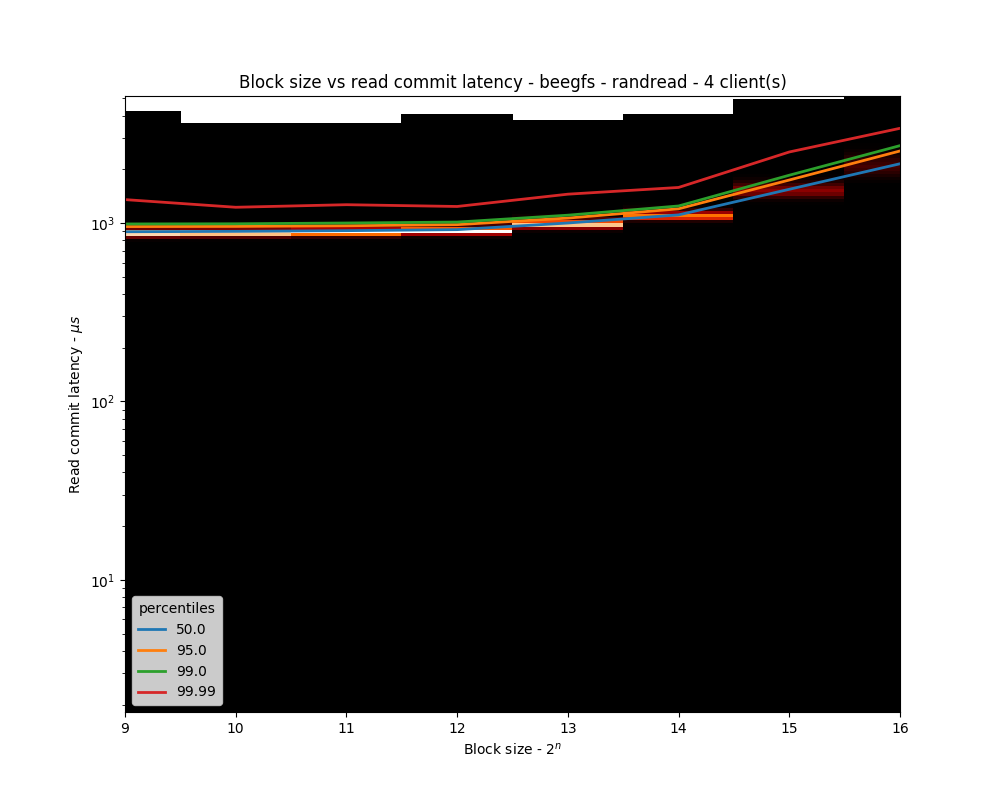 Block size vs read commit latency - beegfs - randread - 4 client(s)
Read commit latency - µs
10³
10²
10¹
percentiles
50.0
95.0
99.0
99.99
9 10 11 12 13 14 15 16
Block size - 2ⁿ